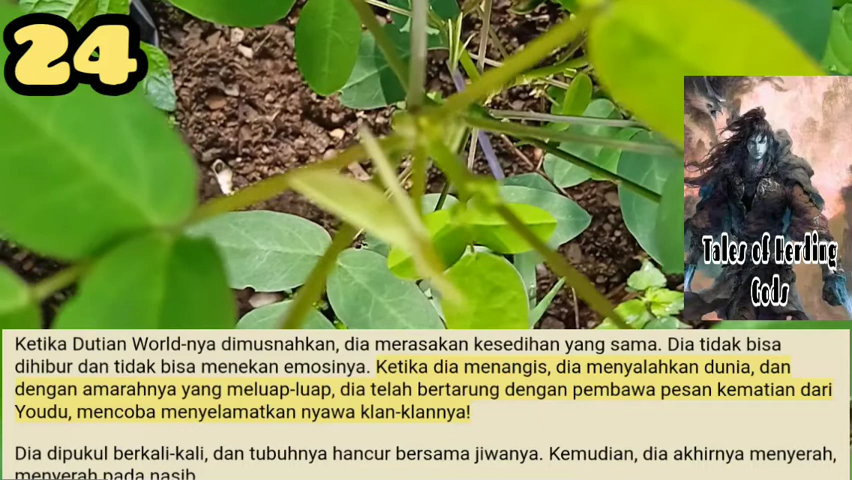 24
Tales of Herding
Gods
Ketika Dutian World-nya dimusnahkan, dia merasakan kesedihan yang sama. Dia tidak bisa
dihibur dan tidak bisa menekan emosinya. Ketika dia menangis, dia menyalahkan dunia, dan
dengan amarahnya yang meluap-luap, dia telah bertarung dengan pembawa pesan kematian dari
Youdu, mencoba menyelamatkan nyawa klan-klannya!
Dia dipukul berkali-kali, dan tubuhnya hancur bersama jiwanya. Kemudian, dia akhirnya menyerah,
menyerah pada nasib